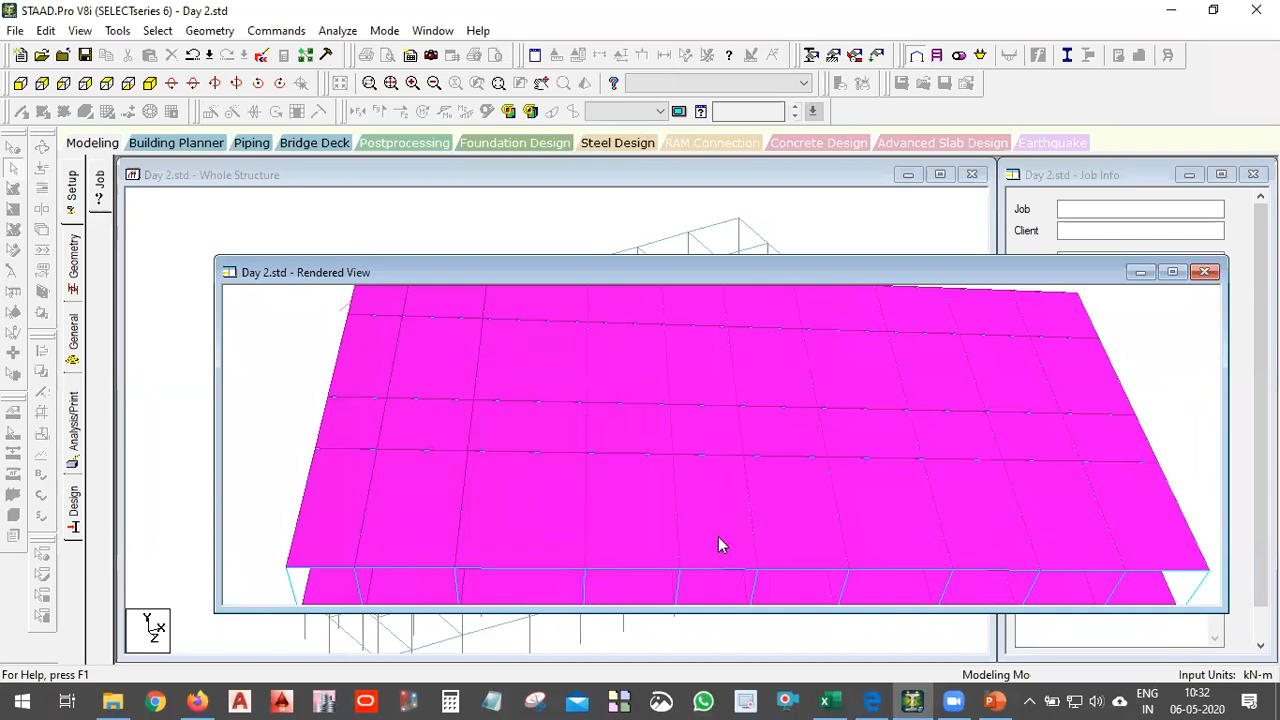 STAAD.Pro V8i (SELECTseries 6) - Day 2.std
File Edit View Tools Select Geometry Commands Analyze Mode Window Help
Modeling Building Planner Piping Bridge Deck Postprocessing Foundation Design Steel Design RAM Connection Concrete Design Advanced Slab Design Earthquake
Day 2.std - Whole Structure
Day 2.std - Job Info
Setup
Job
Geometry
General
Analysis/Print
Design
Job
Client
Day 2.std - Rendered View
Y
X
Z
For Help, press F1
Modeling Mo
Input Units: kN-m
ENG
IN
10:32
06-05-2020